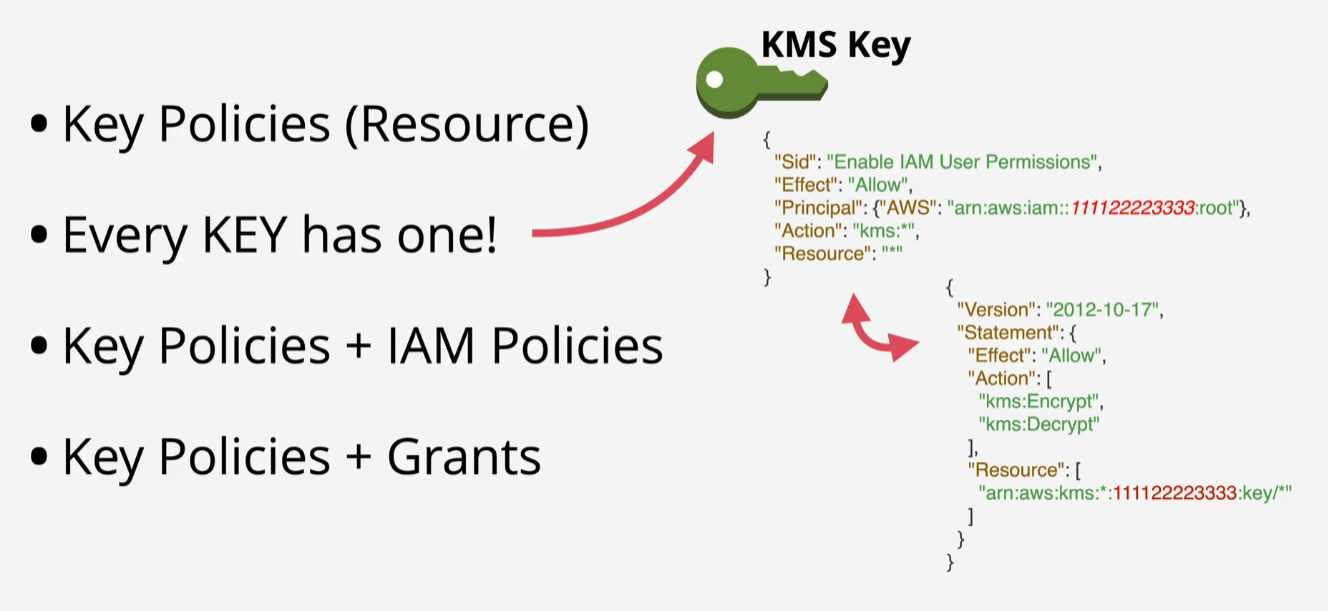 KMS Key
• Key Policies (Resource)
• Every KEY has one!
• Key Policies + IAM Policies
• Key Policies + Grants
{
"Sid": "Enable IAM User Permissions",
"Effect": "Allow",
"Principal": {"AWS": "arn:aws:iam::111122223333:root"},
"Action": "kms:*",
"Resource": "*"
}
{
"Version": "2012-10-17",
"Statement": {
"Effect": "Allow",
"Action": [
"kms:Encrypt",
"kms:Decrypt"
],
"Resource": [
"arn:aws:kms:*:111122223333:key/*"
]
}
}